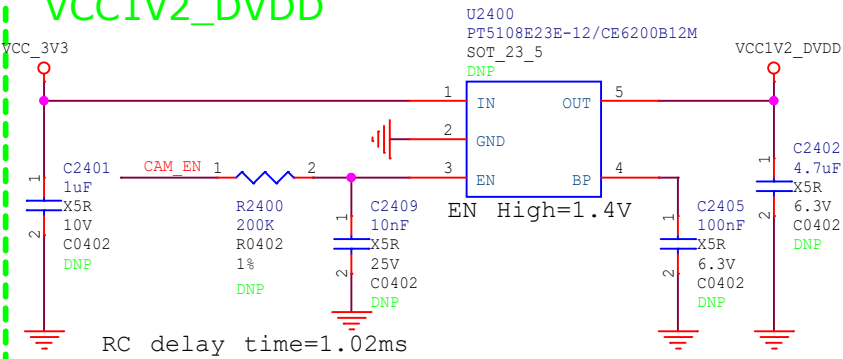 VCC1V2_DVDD
U2400
PT5108E23E-12/CE6200B12M
SOT_23_5
DNP
VCC_3V3
VCC1V2_DVDD
1 IN OUT 5
2 GND
3 EN BP 4
CAM_EN 1 2
EN High=1.4V
1
2
C2401
1uF
X5R
10V
C0402
DNP
R2400
200K
R0402
1%
DNP
1
2
C2409
10nF
X5R
25V
C0402
DNP
1
2
C2405
100nF
X5R
6.3V
C0402
DNP
1
2
C2402
4.7uF
X5R
6.3V
C0402
DNP
RC delay time=1.02ms